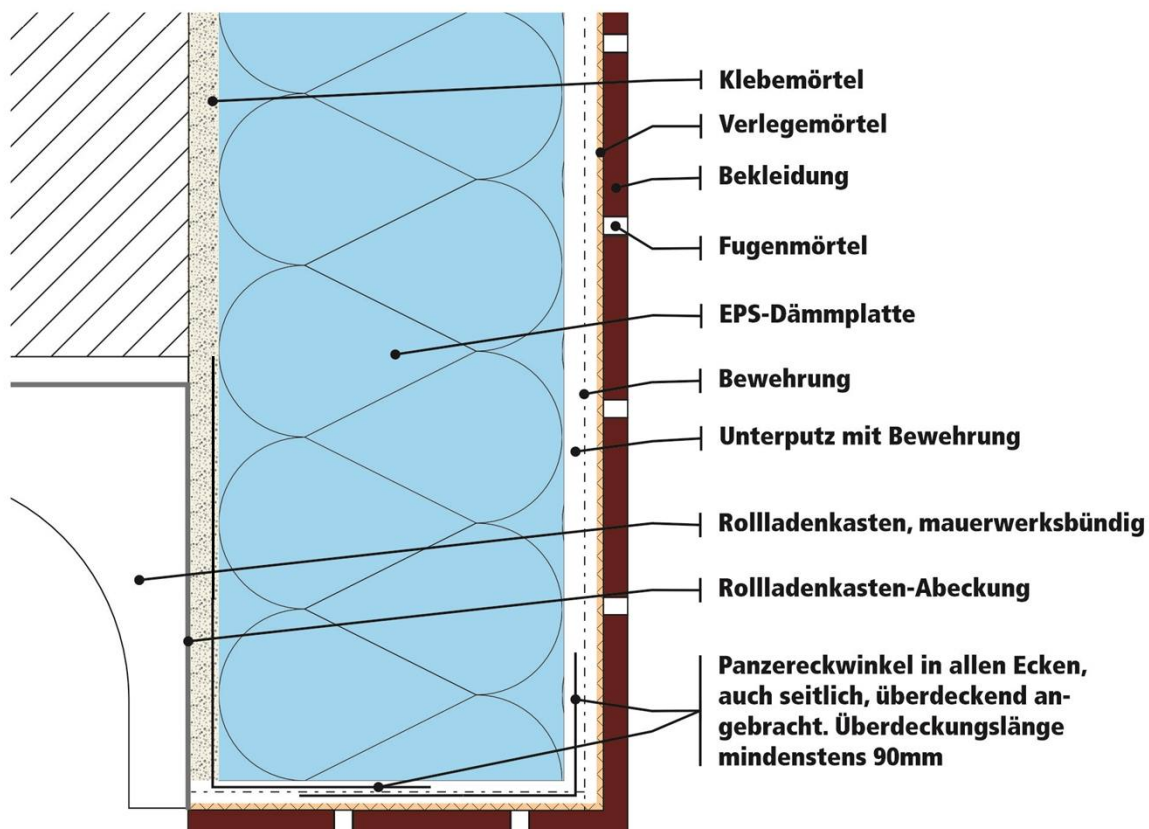 Klebemörtel
Verlegemörtel
Bekleidung
Fugenmörtel
EPS-Dämmplatte
Bewehrung
Unterputz mit Bewehrung
Rollladenkasten, mauerwerksbündig
Rollladenkasten-Abeckung
Panzereckwinkel in allen Ecken,
auch seitlich, überdeckend an-
gebracht. Überdeckungslänge
mindenstens 90mm